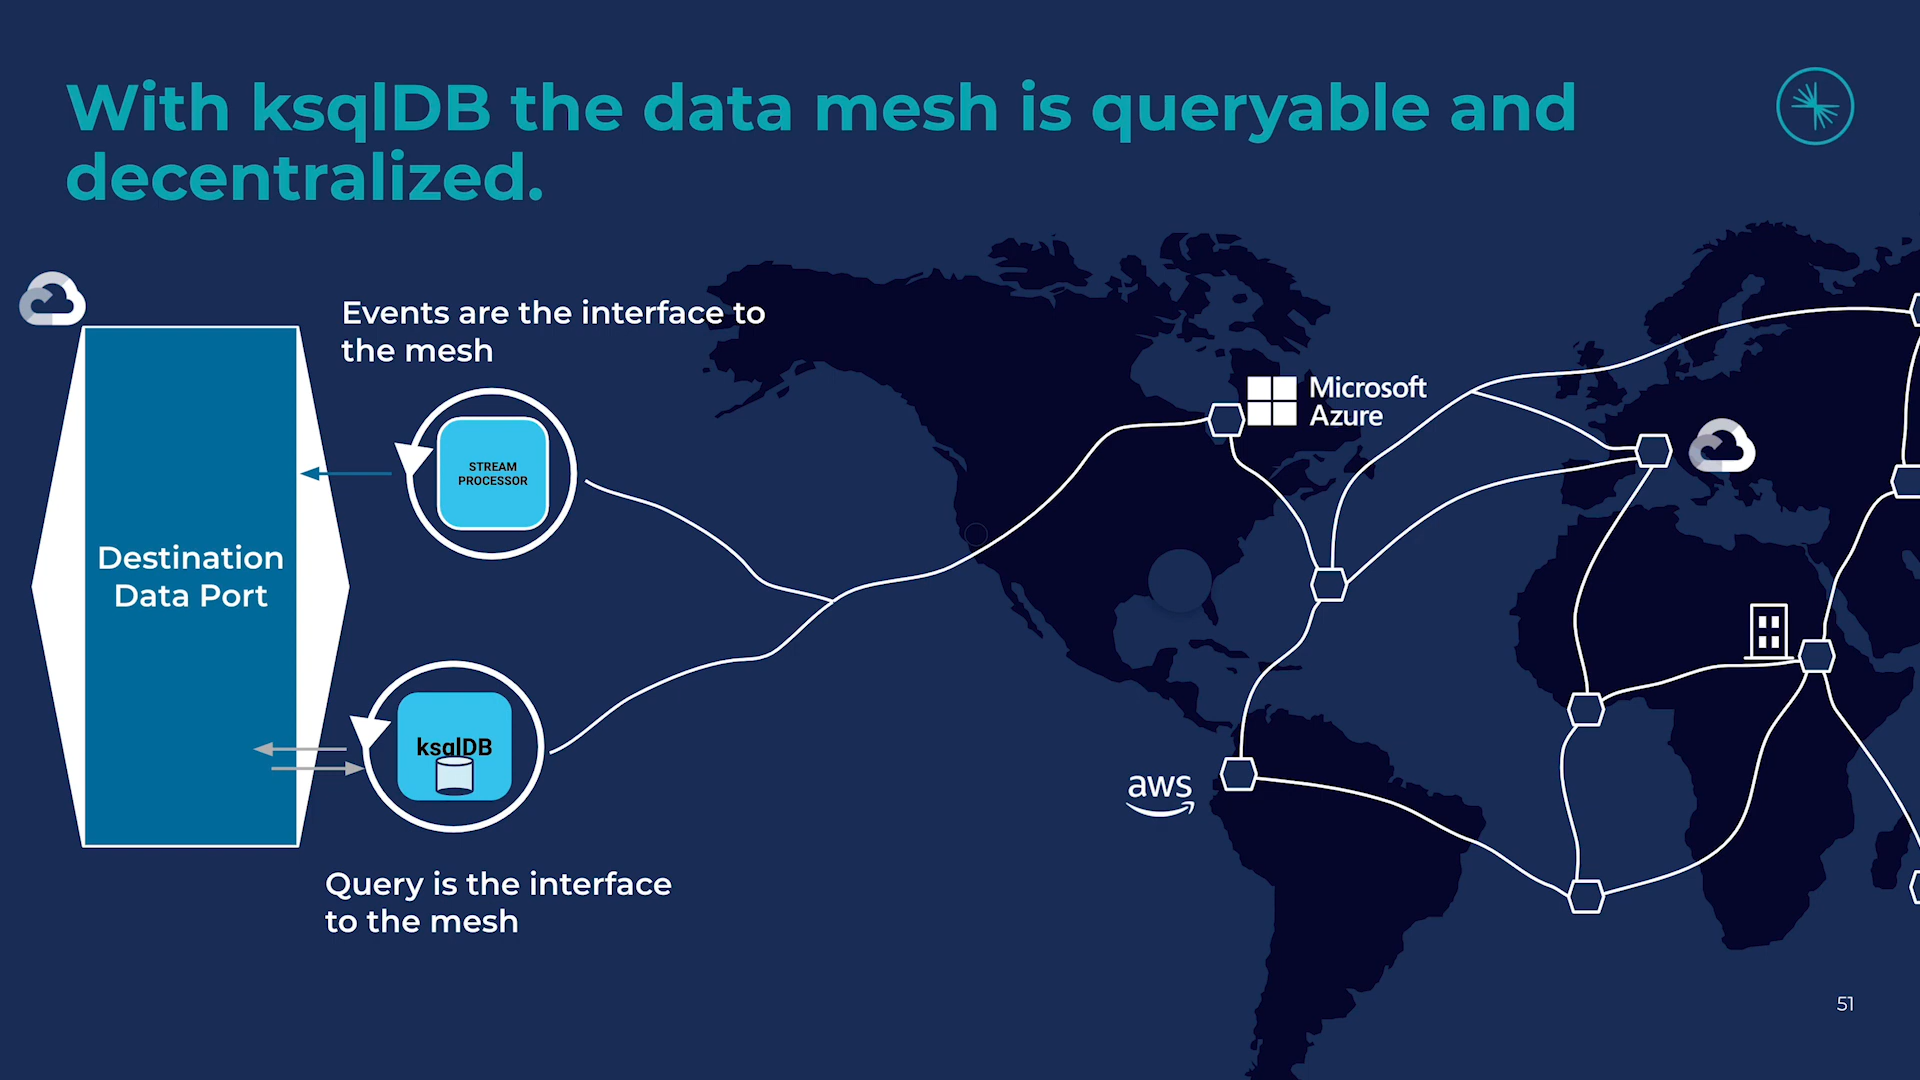 With ksqlDB the data mesh is queryable and
decentralized.
Events are the interface to
the mesh
STREAM
PROCESSOR
Microsoft
Azure
Destination
Data Port
ksqlDB
aws
Query is the interface
to the mesh
51